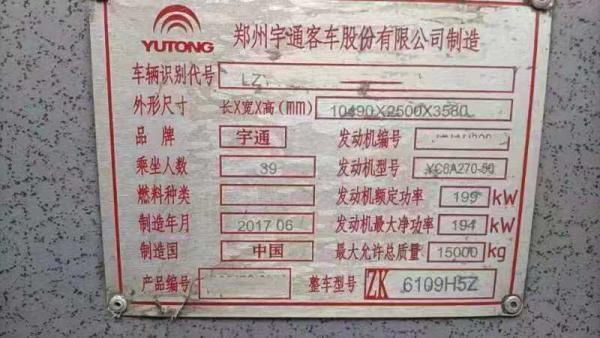 YUTONG
郑州宇通客车股份有限公司制造
车辆识别代号 LZ
外形尺寸 长X宽X高(mm) 10490X2500X3580
品牌 宇通 发动机编号
乘坐人数 39 发动机型号 YC6A270-50
燃料种类 发动机额定功率 199 kW
制造年月 2017 06 发动机最大净功率 194 kW
制造国 中国 最大允许总质量 15000 kg
产品编号 整车型号 ZK 6109H5Z